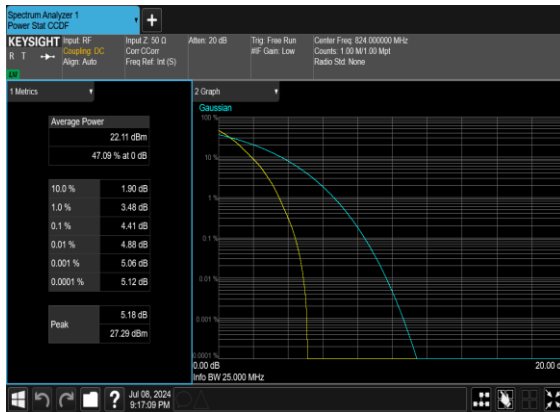 Spectrum Analyzer 1
Power Stat CCDF
+
KEYSIGHT
R T
Input: RF
Coupling: DC
Align: Auto
Input Z: 50 Ω
Corr CCorr
Freq Ref: Int (S)
Atten: 20 dB
Trig: Free Run
#IF Gain: Low
Center Freq: 824.000000 MHz
Counts: 1.00 M/1.00 Mpt
Radio Std: None
1 Metrics
Average Power
22.11 dBm
47.09 % at 0 dB
10.0 % 1.90 dB
1.0 % 3.48 dB
0.1 % 4.41 dB
0.01 % 4.88 dB
0.001 % 5.06 dB
0.0001 % 5.12 dB
Peak
5.18 dB
27.29 dBm
2 Graph
Gaussian
100 %
10 %
1 %
0.1 %
0.01 %
0.001 %
0.0001 %
0.00 dB
20.00 d
Info BW 25.000 MHz
?
Jul 08, 2024
9:17:09 PM